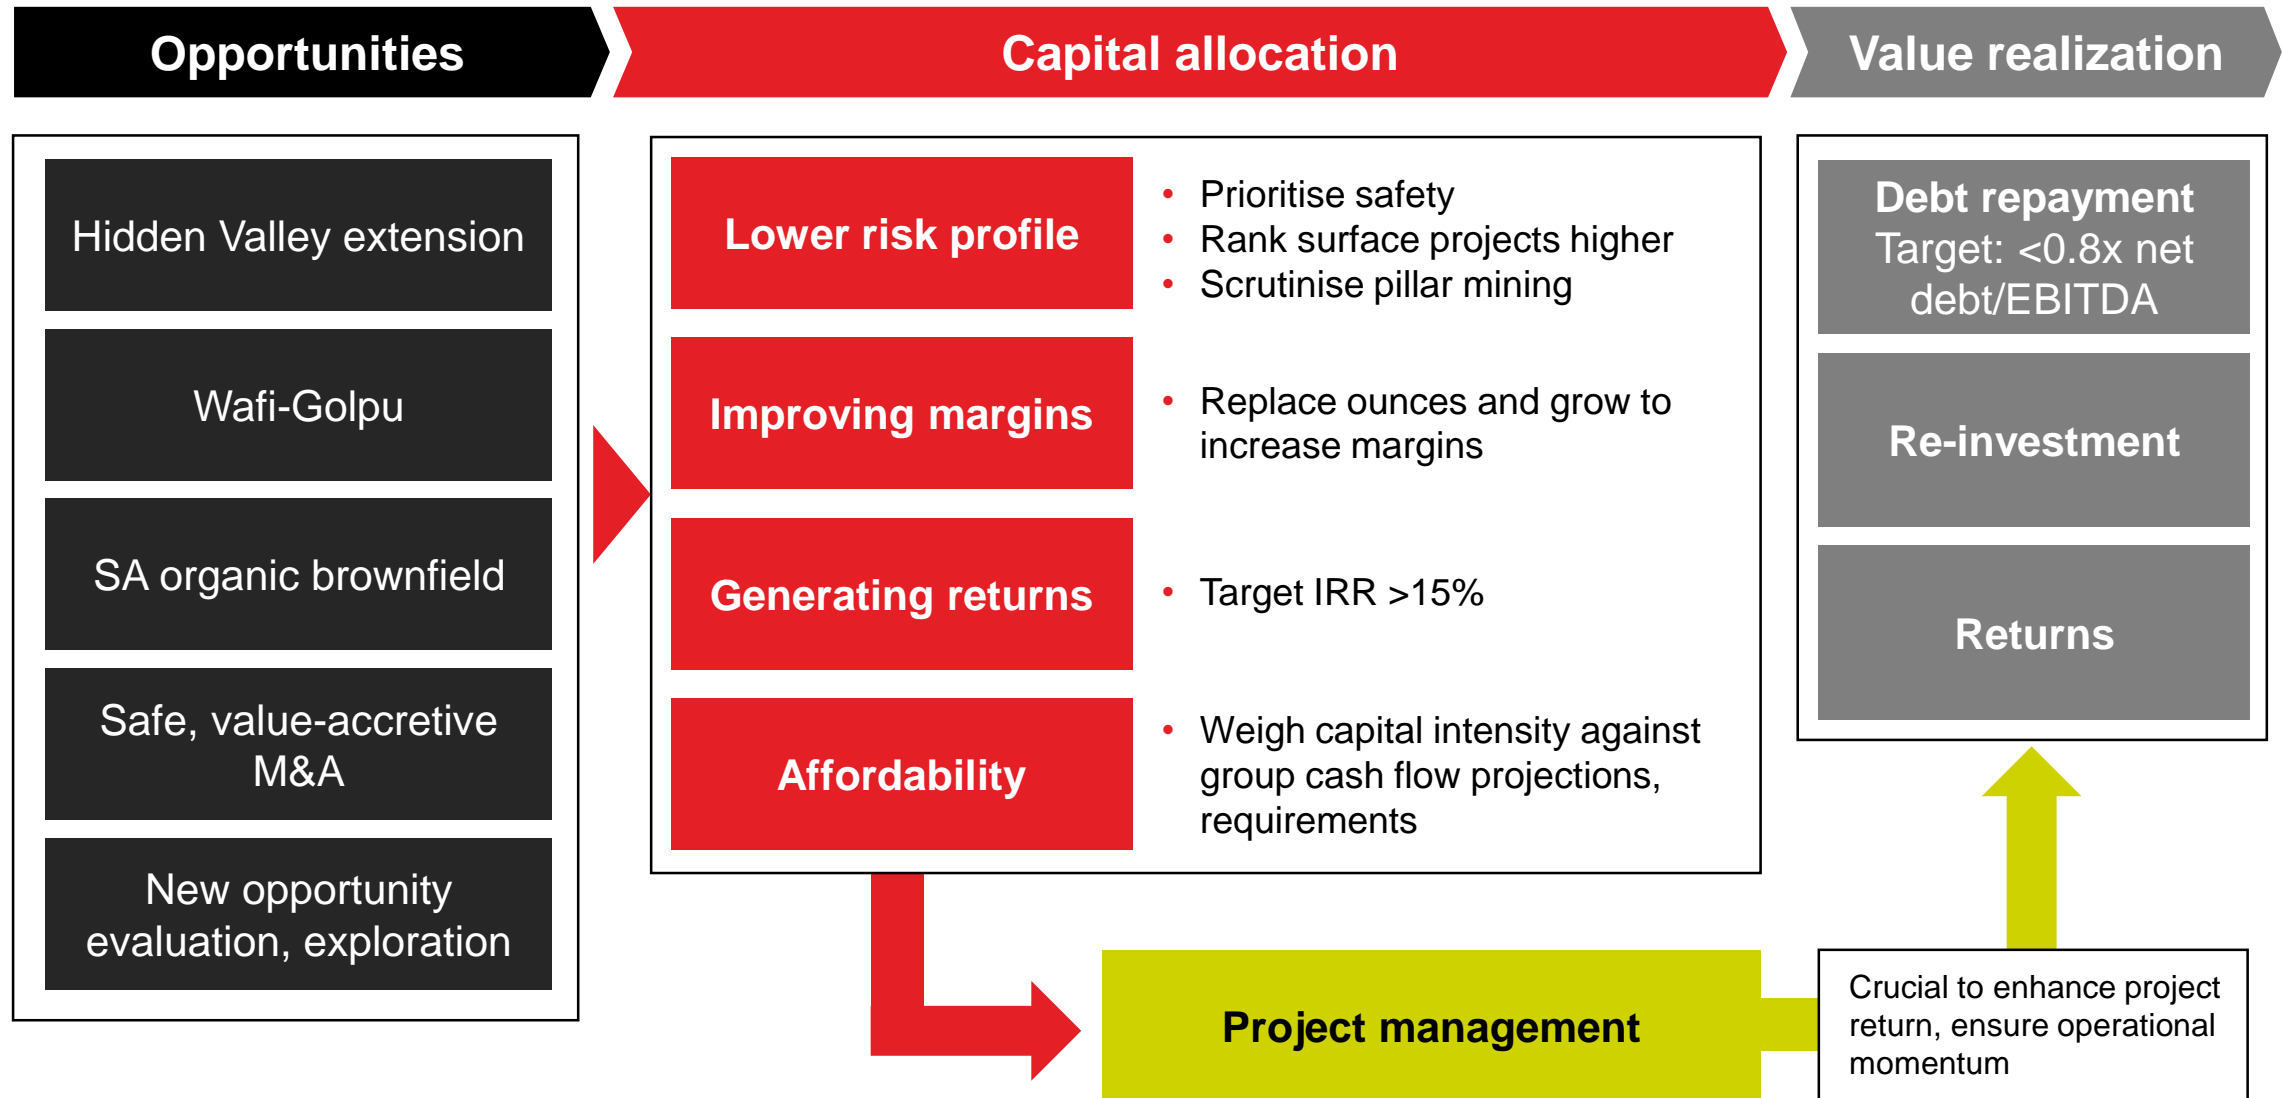 Opportunities
Capital allocation
Value realization
Hidden Valley extension
Wafi-Golpu
SA organic brownfield
Safe, value-accretive
M&A
New opportunity
evaluation, exploration
Lower risk profile
• Prioritise safety
• Rank surface projects higher
• Scrutinise pillar mining
Improving margins
• Replace ounces and grow to
increase margins
Generating returns
• Target IRR >15%
Affordability
• Weigh capital intensity against
group cash flow projections,
requirements
Debt repayment
Target: <0.8x net
debt/EBITDA
Re-investment
Returns
Project management
Crucial to enhance project
return, ensure operational
momentum